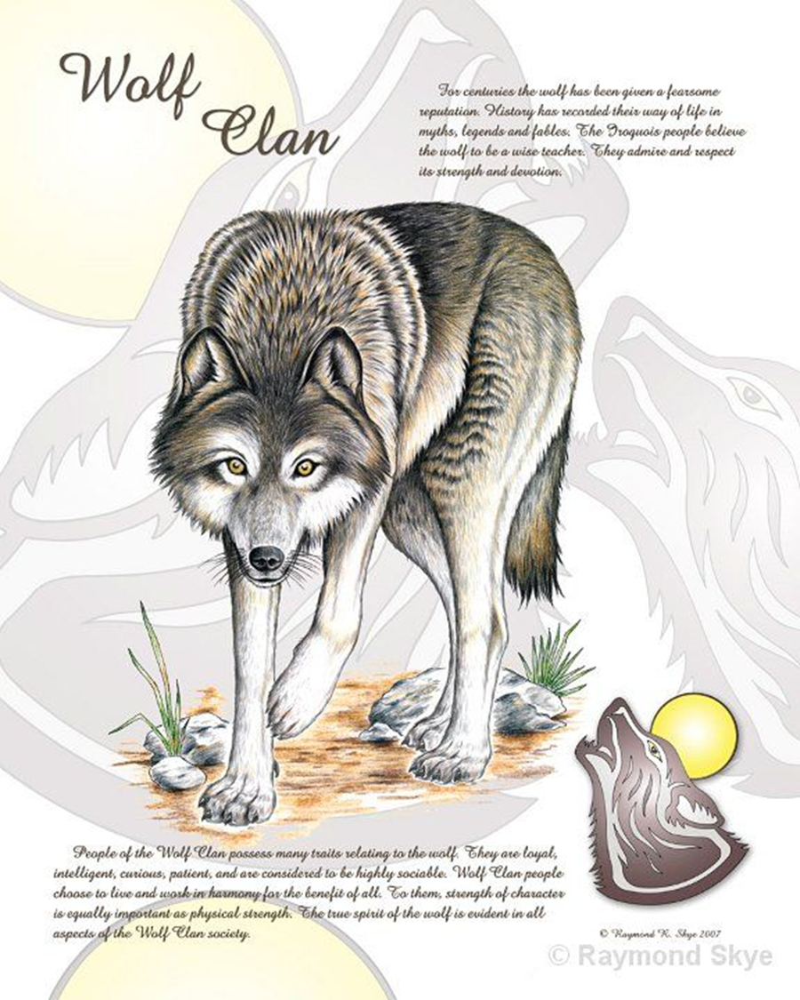 Wolf
Clan
For centuries the wolf has been given a fearsome
reputation. History has recorded their way of life in
myths, legends and fables. The Iroquois people believe
the wolf to be a wise teacher. They admire and respect
its strength and devotion.
People of the Wolf Clan possess many traits relating to the wolf. They are loyal,
intelligent, curious, patient, and are considered to be highly sociable. Wolf Clan people
choose to live and work in harmony for the benefit of all. To them, strength of character
is equally important as physical strength. The true spirit of the wolf is evident in all
aspects of the Wolf Clan society.
© Raymond R. Skye 2007
© Raymond Skye